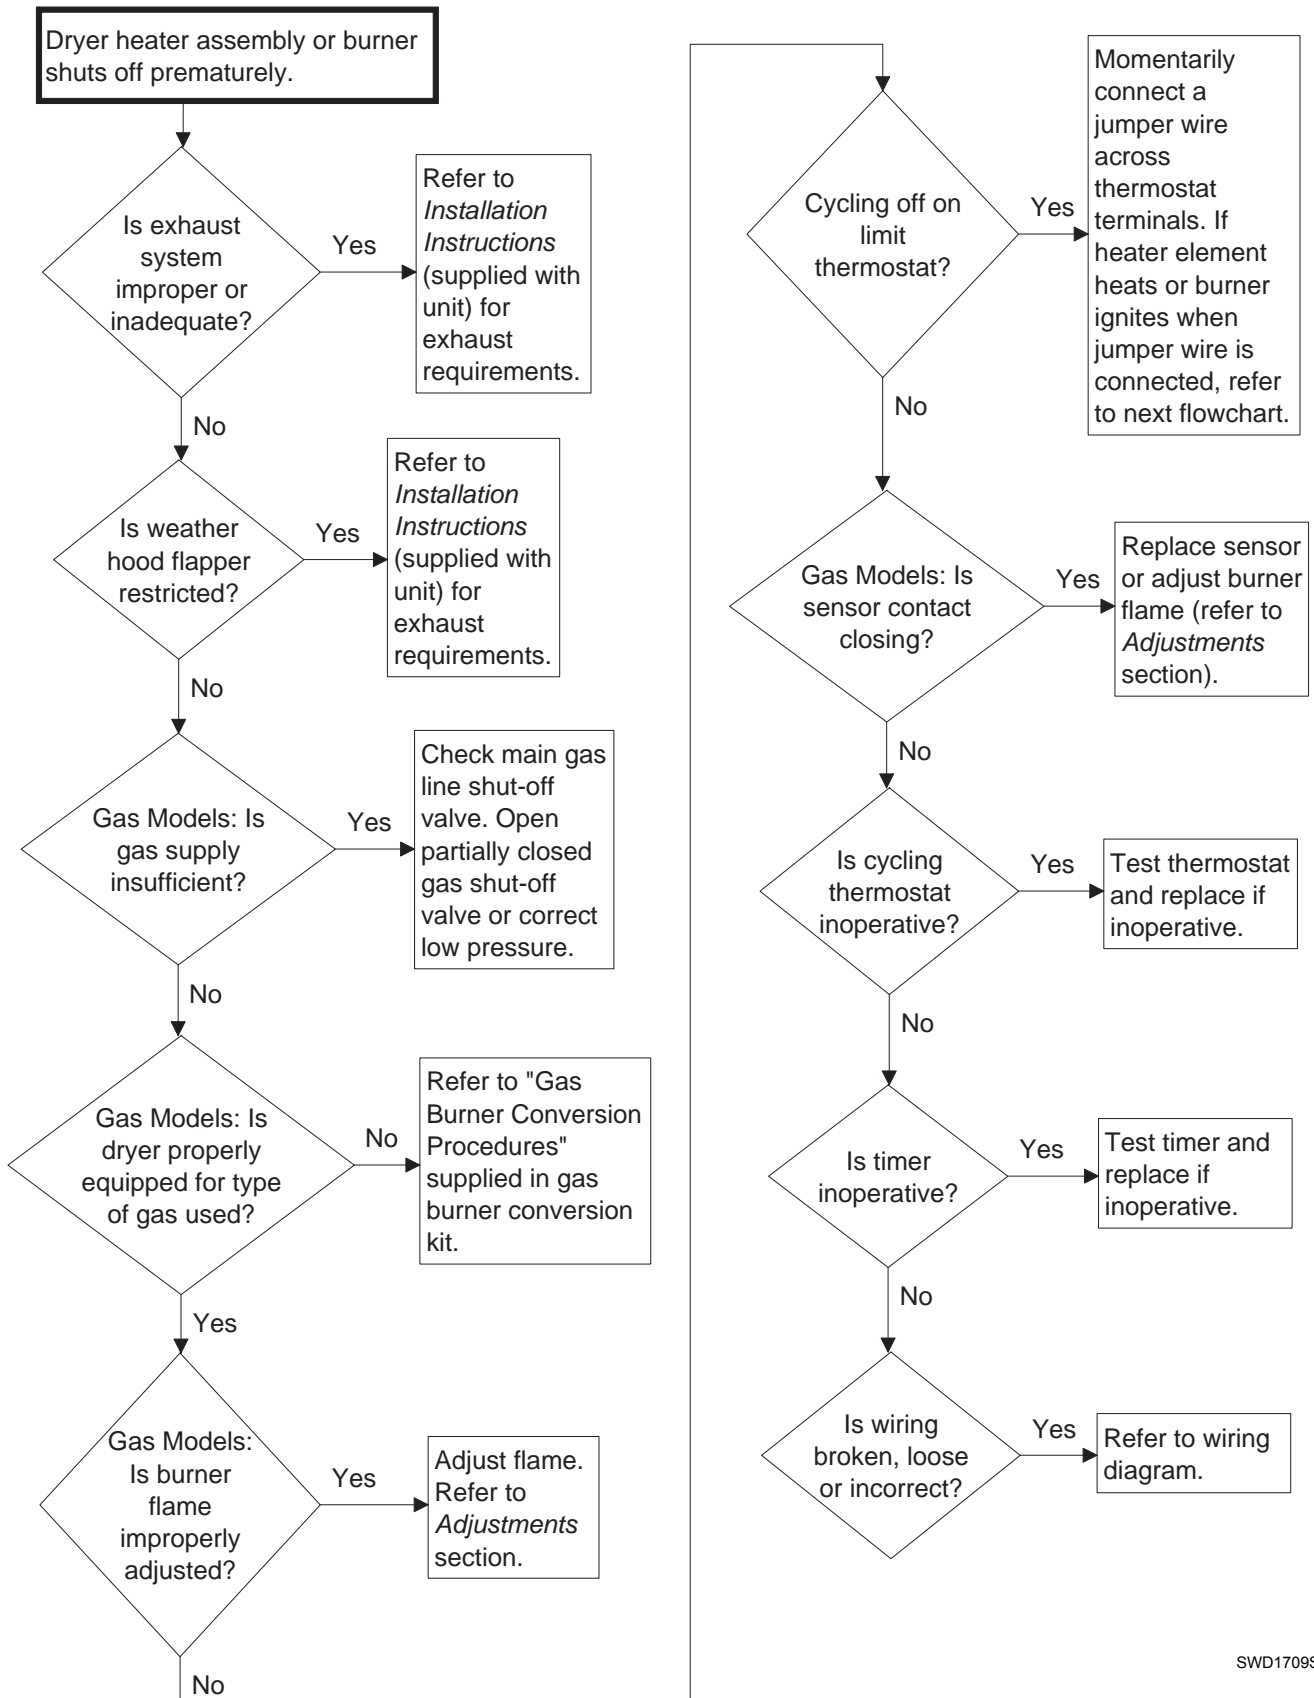 Dryer heater assembly or burner
shuts off prematurely.
Is exhaust
system
improper or
inadequate?
Yes
Refer to
Installation
Instructions
(supplied with
unit) for
exhaust
requirements.
No
Is weather
hood flapper
restricted?
Yes
Refer to
Installation
Instructions
(supplied with
unit) for
exhaust
requirements.
No
Gas Models: Is
gas supply
insufficient?
Yes
Check main gas
line shut-off
valve. Open
partially closed
gas shut-off
valve or correct
low pressure.
No
Gas Models: Is
dryer properly
equipped for type
of gas used?
No
Refer to "Gas
Burner Conversion
Procedures"
supplied in gas
burner conversion
kit.
Yes
Gas Models:
Is burner
flame
improperly
adjusted?
Yes
Adjust flame.
Refer to
Adjustments
section.
No
Cycling off on
limit
thermostat?
Yes
Momentarily
connect a
jumper wire
across
thermostat
terminals. If
heater element
heats or burner
ignites when
jumper wire is
connected, refer
to next flowchart.
No
Gas Models: Is
sensor contact
closing?
Yes
Replace sensor
or adjust burner
flame (refer to
Adjustments
section).
No
Is cycling
thermostat
inoperative?
Yes
Test thermostat
and replace if
inoperative.
No
Is timer
inoperative?
Yes
Test timer and
replace if
inoperative.
No
Is wiring
broken, loose
or incorrect?
Yes
Refer to wiring
diagram.
SWD1709S